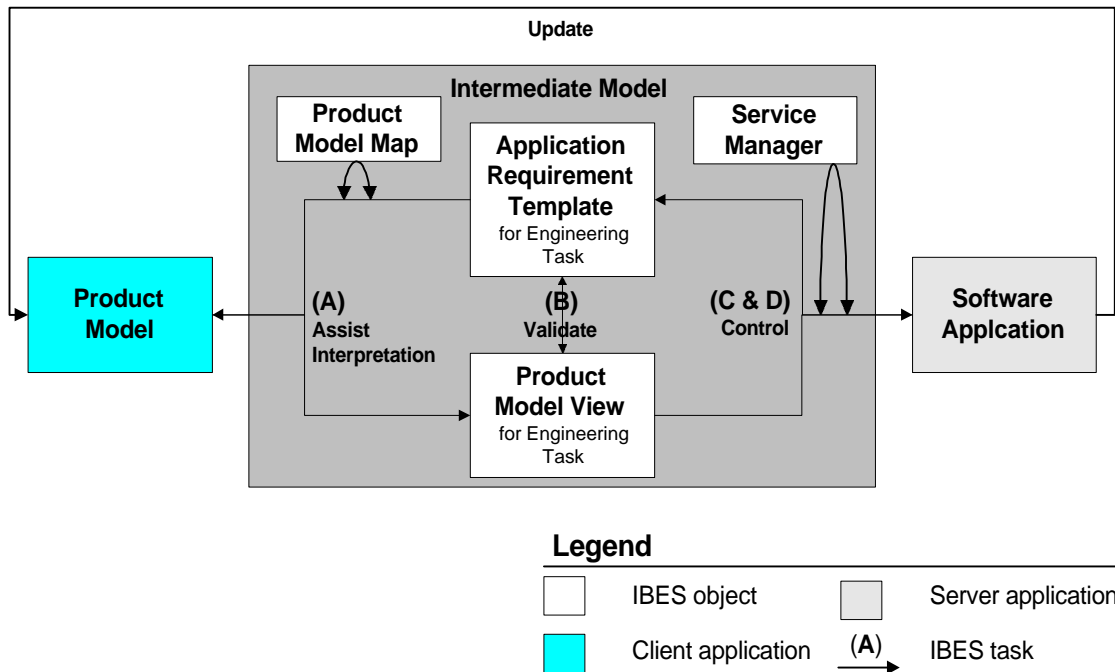 Update
Intermediate Model
Product
Model Map
Service
Manager
Application
Requirement
Template
for Engineering
Task
Product
Model
(A)
Assist
Interpretation
(B)
Validate
(C & D)
Control
Software
Applcation
Product
Model View
for Engineering
Task
Legend
IBES object
Server application
Client application
(A)
IBES task